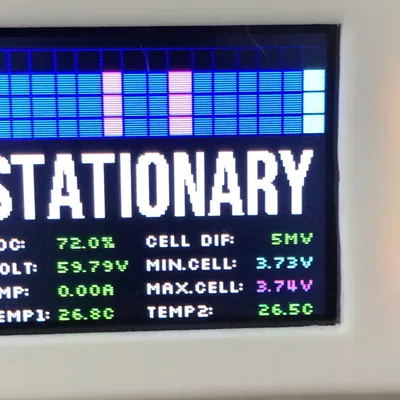 STATIONARY
OC: 72.0% CELL DIF: 5MV
OLT: 59.79V MIN.CELL: 3.73V
MP: 0.00A MAX.CELL: 3.74V
EMP1: 26.8C TEMP2: 26.5C